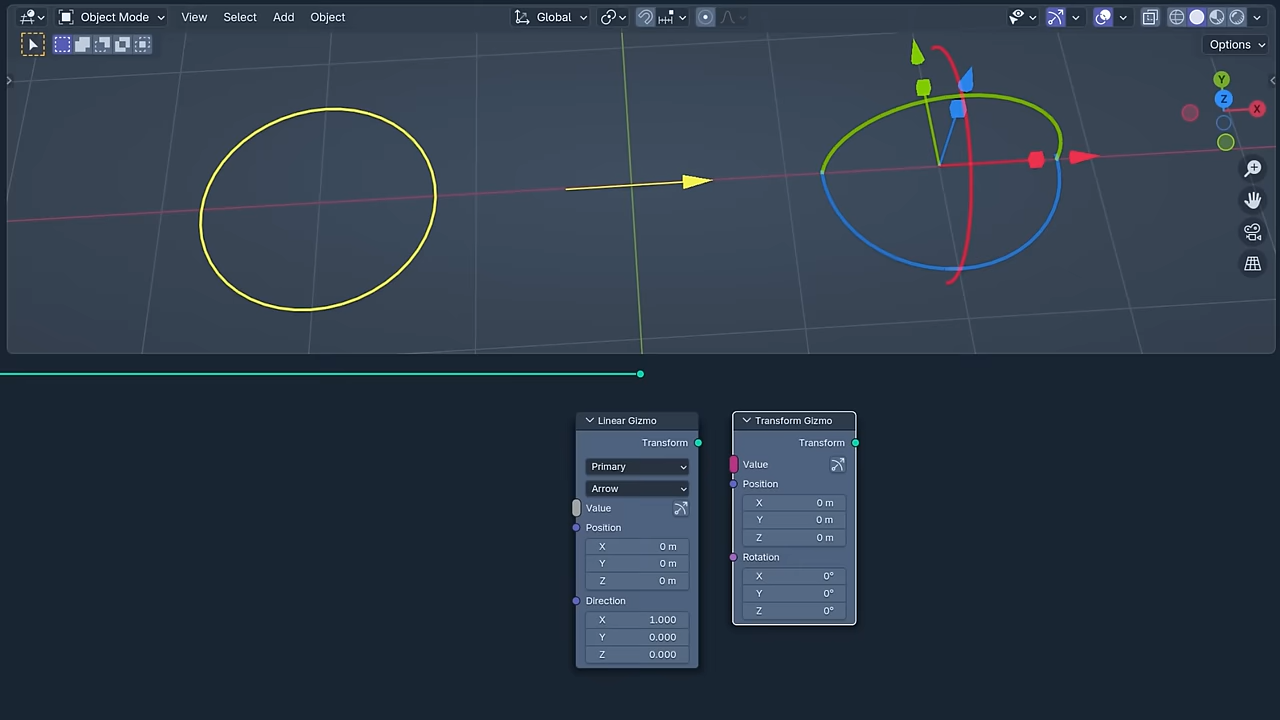 Object Mode View Select Add Object Global
Options
Y
Z
X
Linear Gizmo
Transform
Primary
Arrow
Value
Position
X 0 m
Y 0 m
Z 0 m
Direction
X 1.000
Y 0.000
Z 0.000
Transform Gizmo
Transform
Value
Position
X 0 m
Y 0 m
Z 0 m
Rotation
X 0°
Y 0°
Z 0°